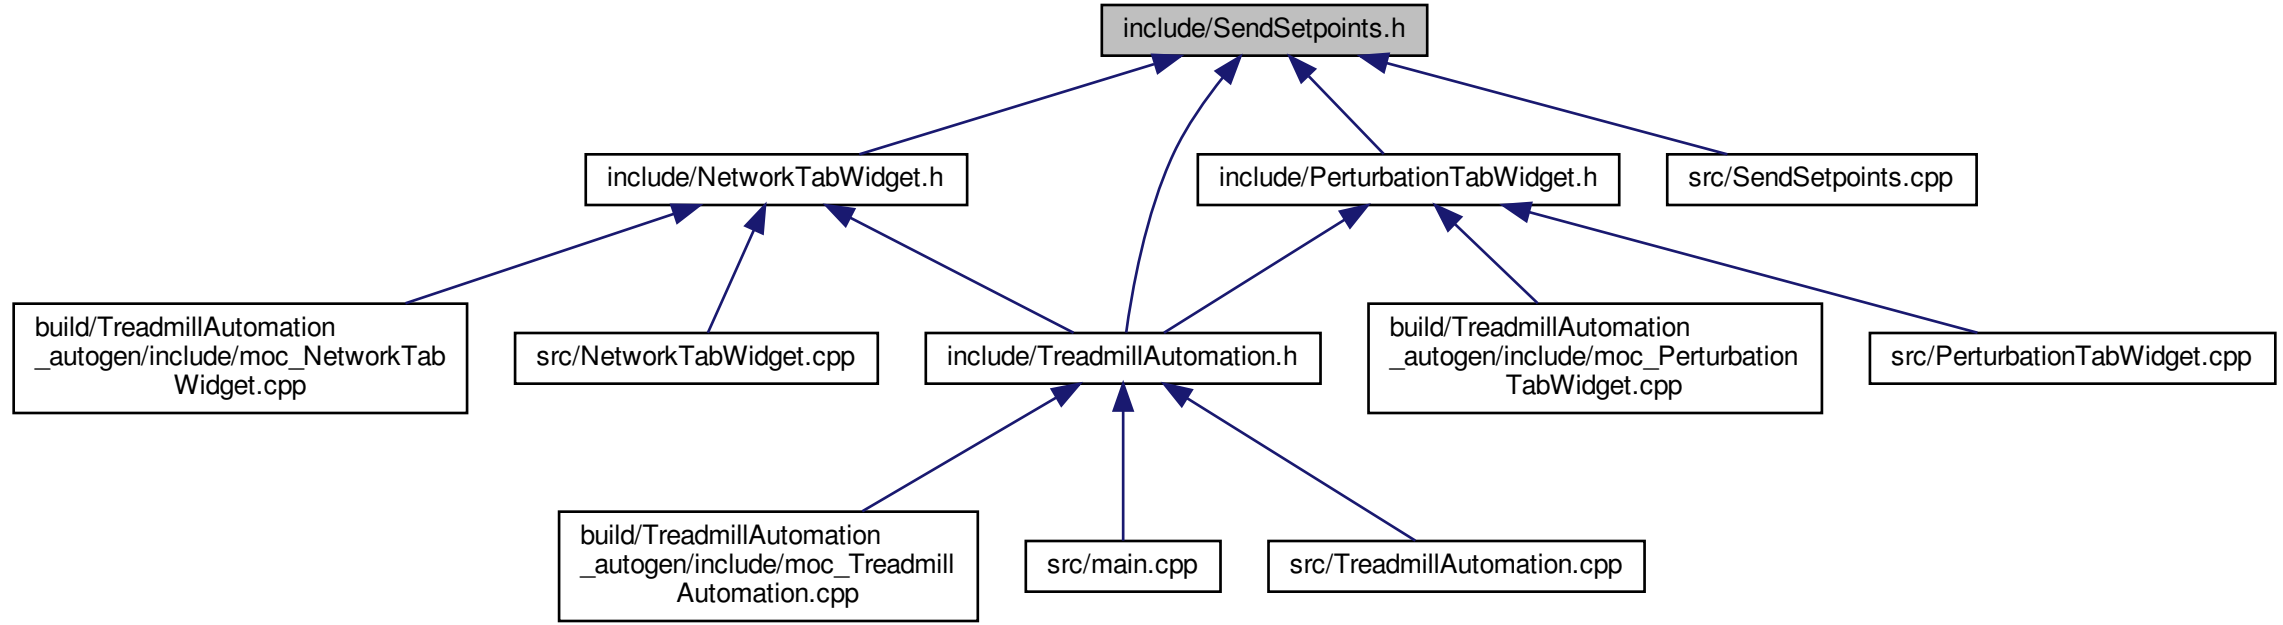 include/SendSetpoints.h
include/NetworkTabWidget.h
include/PerturbationTabWidget.h
src/SendSetpoints.cpp
build/TreadmillAutomation
_autogen/include/moc_NetworkTab
Widget.cpp
src/NetworkTabWidget.cpp
include/TreadmillAutomation.h
build/TreadmillAutomation
_autogen/include/moc_Perturbation
TabWidget.cpp
src/PerturbationTabWidget.cpp
build/TreadmillAutomation
_autogen/include/moc_Treadmill
Automation.cpp
src/main.cpp
src/TreadmillAutomation.cpp